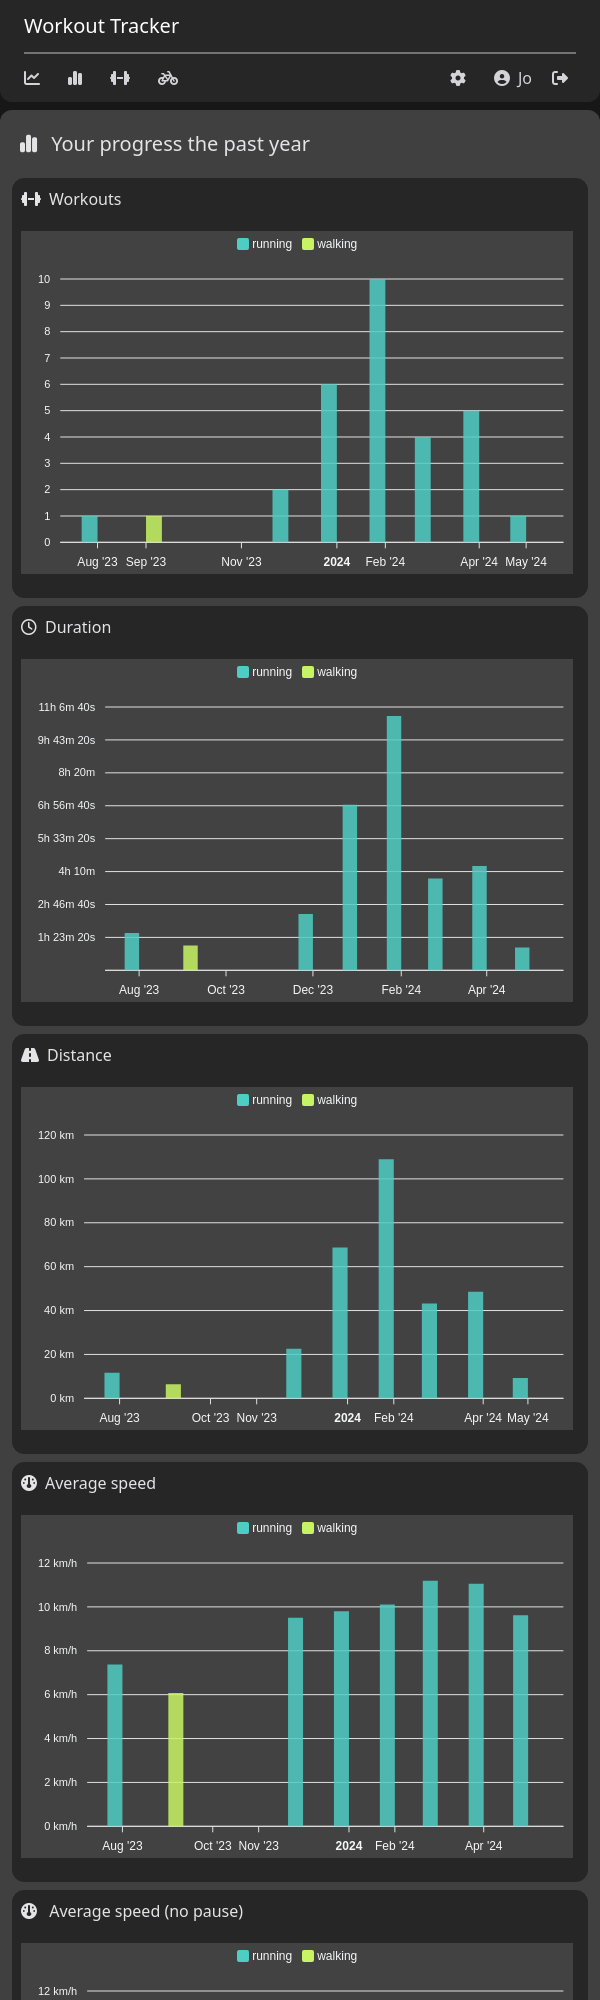 Workout Tracker
Jo
Your progress the past year
Workouts
running walking
10
9
8
7
6
5
4
3
2
1
0
Aug '23 Sep '23 Nov '23 2024 Feb '24 Apr '24 May '24
Duration
running walking
11h 6m 40s
9h 43m 20s
8h 20m
6h 56m 40s
5h 33m 20s
4h 10m
2h 46m 40s
1h 23m 20s
Aug '23 Oct '23 Dec '23 Feb '24 Apr '24
Distance
running walking
120 km
100 km
80 km
60 km
40 km
20 km
0 km
Aug '23 Oct '23 Nov '23 2024 Feb '24 Apr '24 May '24
Average speed
running walking
12 km/h
10 km/h
8 km/h
6 km/h
4 km/h
2 km/h
0 km/h
Aug '23 Oct '23 Nov '23 2024 Feb '24 Apr '24
Average speed (no pause)
running walking
12 km/h